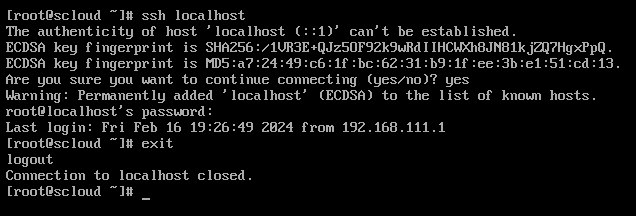 [root@scloud ~]# ssh localhost
The authenticity of host 'localhost (::1)' can't be established.
ECDSA key fingerprint is SHA256:/1VR3E+QJz5OF92k9wRdIIHCWXh8JN81kjZQ7HgxPpQ.
ECDSA key fingerprint is MD5:a7:24:49:c6:1f:bc:62:31:b9:1f:ee:3b:e1:51:cd:13.
Are you sure you want to continue connecting (yes/no)? yes
Warning: Permanently added 'localhost' (ECDSA) to the list of known hosts.
root@localhost's password:
Last login: Fri Feb 16 19:26:49 2024 from 192.168.111.1
[root@scloud ~]# exit
logout
Connection to localhost closed.
[root@scloud ~]# _